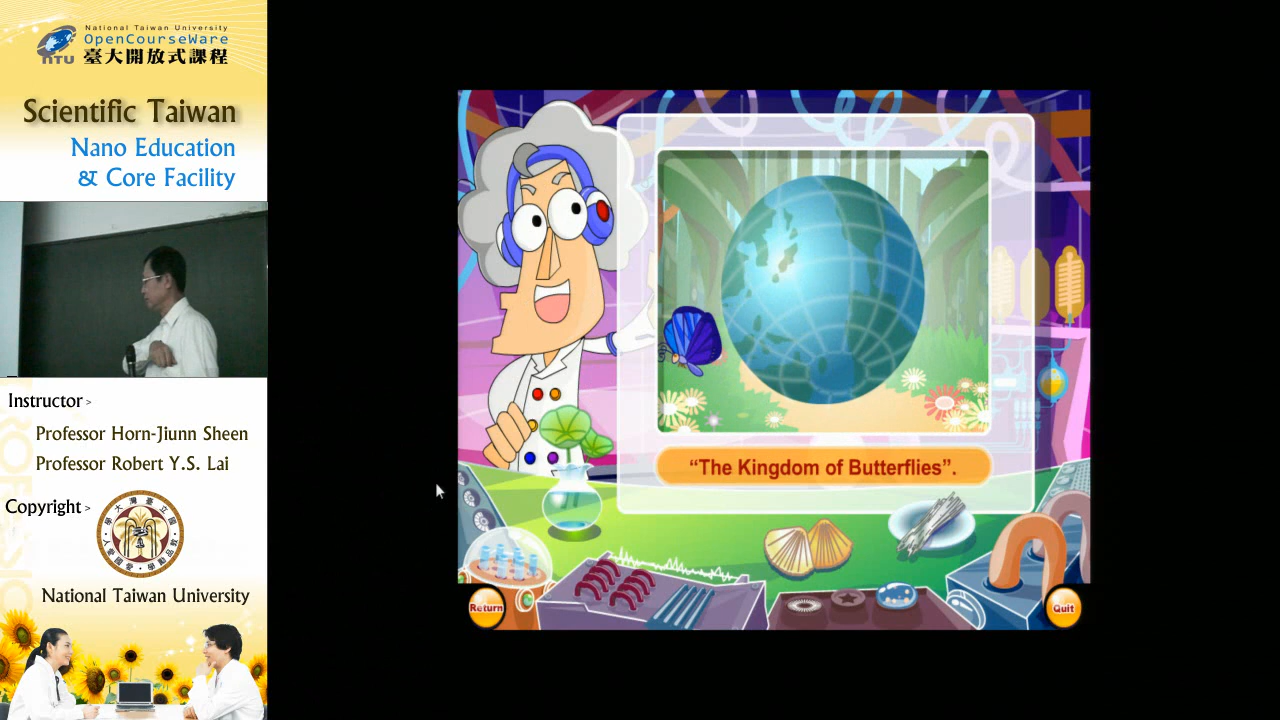 National Taiwan University
OpenCourseWare
NTU 臺大開放式課程
Scientific Taiwan
Nano Education
& Core Facility
Instructor >
Professor Horn-Jiunn Sheen
Professor Robert Y.S. Lai
Copyright >
National Taiwan University
“The Kingdom of Butterflies”.
Return
Quit